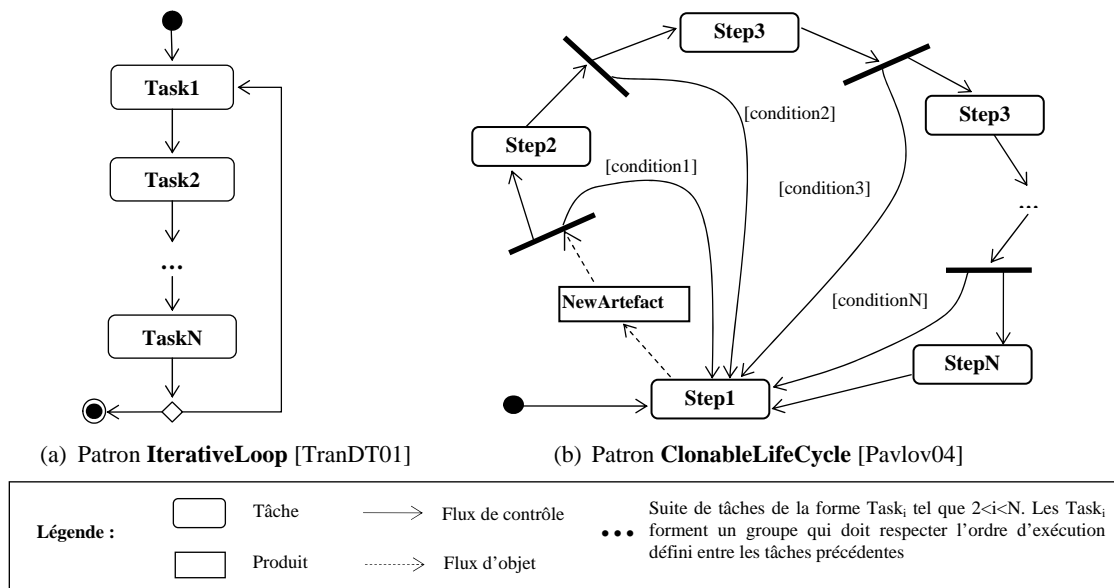 Task1
Task2
...
TaskN
(a) Patron IterativeLoop [TranDT01]
Step3
Step3
[condition2]
Step2
[condition1]
[condition3]
...
NewArtefact
[conditionN]
StepN
Step1
(b) Patron ClonableLifeCycle [Pavlov04]
Légende :
Tâche
Flux de contrôle
Produit
Flux d’objet
... Suite de tâches de la forme Taskᵢ tel que 2<i<N. Les Taskᵢ
forment un groupe qui doit respecter l’ordre d’exécution
défini entre les tâches précédentes